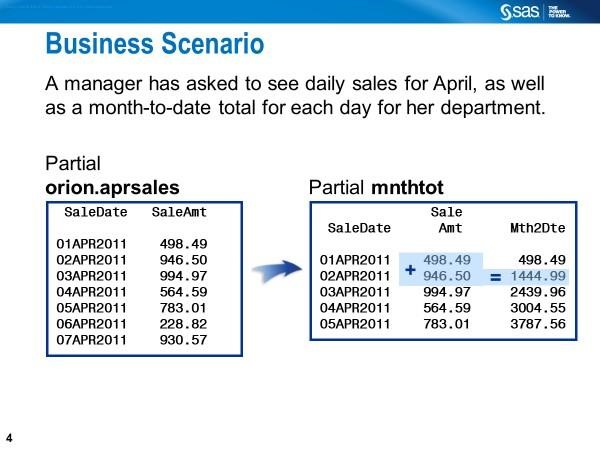 sas
THE
POWER
TO KNOW.
Business Scenario
A manager has asked to see daily sales for April, as well
as a month-to-date total for each day for her department.
Partial
orion.aprsales
SaleDate SaleAmt
01APR2011 498.49
02APR2011 946.50
03APR2011 994.97
04APR2011 564.59
05APR2011 783.01
06APR2011 228.82
07APR2011 930.57
Partial mnthtot
Sale
SaleDate Amt Mth2Dte
01APR2011 498.49 498.49
02APR2011 + 946.50 = 1444.99
03APR2011 994.97 2439.96
04APR2011 564.59 3004.55
05APR2011 783.01 3787.56
4